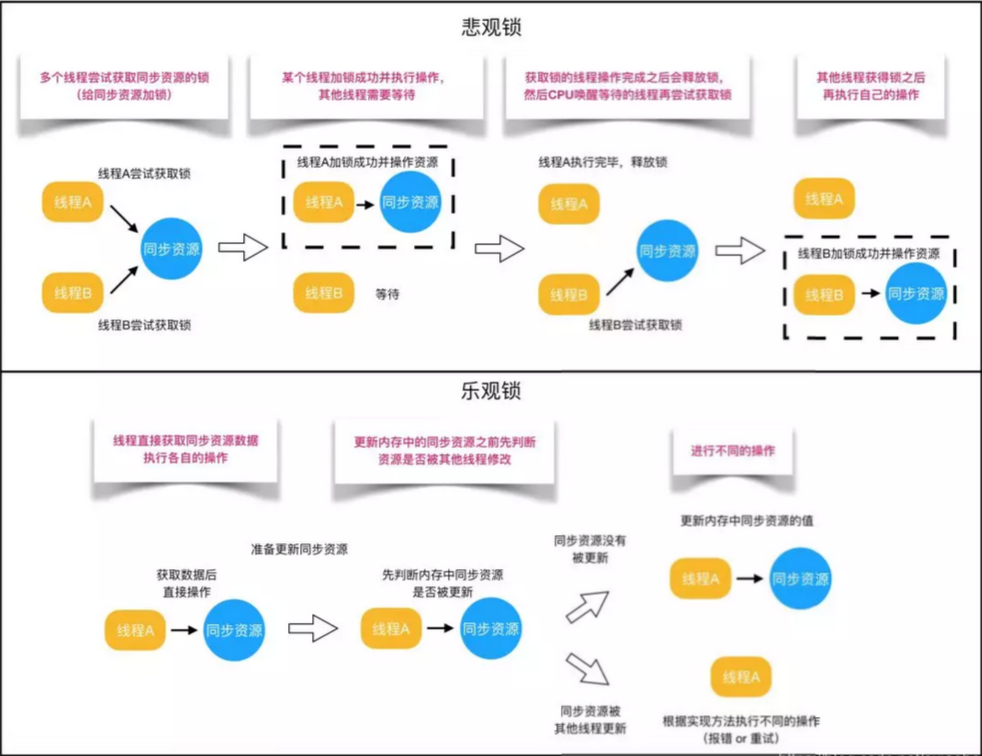 悲观锁
多个线程尝试获取同步资源的锁
（给同步资源加锁）
某个线程加锁成功并执行操作，
其他线程需要等待
获取锁的线程操作完成之后会释放锁，
然后CPU唤醒等待的线程再尝试获取锁
其他线程获得锁之后
再执行自己的操作
线程A尝试获取锁
线程A
同步资源
线程B
线程B尝试获取锁
线程A加锁成功并操作资源
线程A
同步资源
线程B
等待
线程A执行完毕，释放锁
线程A
同步资源
线程B
线程B尝试获取锁
线程A
线程B加锁成功并操作资源
线程B
同步资源
乐观锁
线程直接获取同步资源数据
执行各自的操作
更新内存中的同步资源之前先判断
资源是否被其他线程修改
进行不同的操作
准备更新同步资源
获取数据后
直接操作
线程A
同步资源
先判断内存中同步资源
是否被更新
线程A
同步资源
同步资源没有
被更新
更新内存中同步资源的值
线程A
同步资源
同步资源被
其他线程更新
线程A
根据实现方法执行不同的操作
（报错 or 重试）